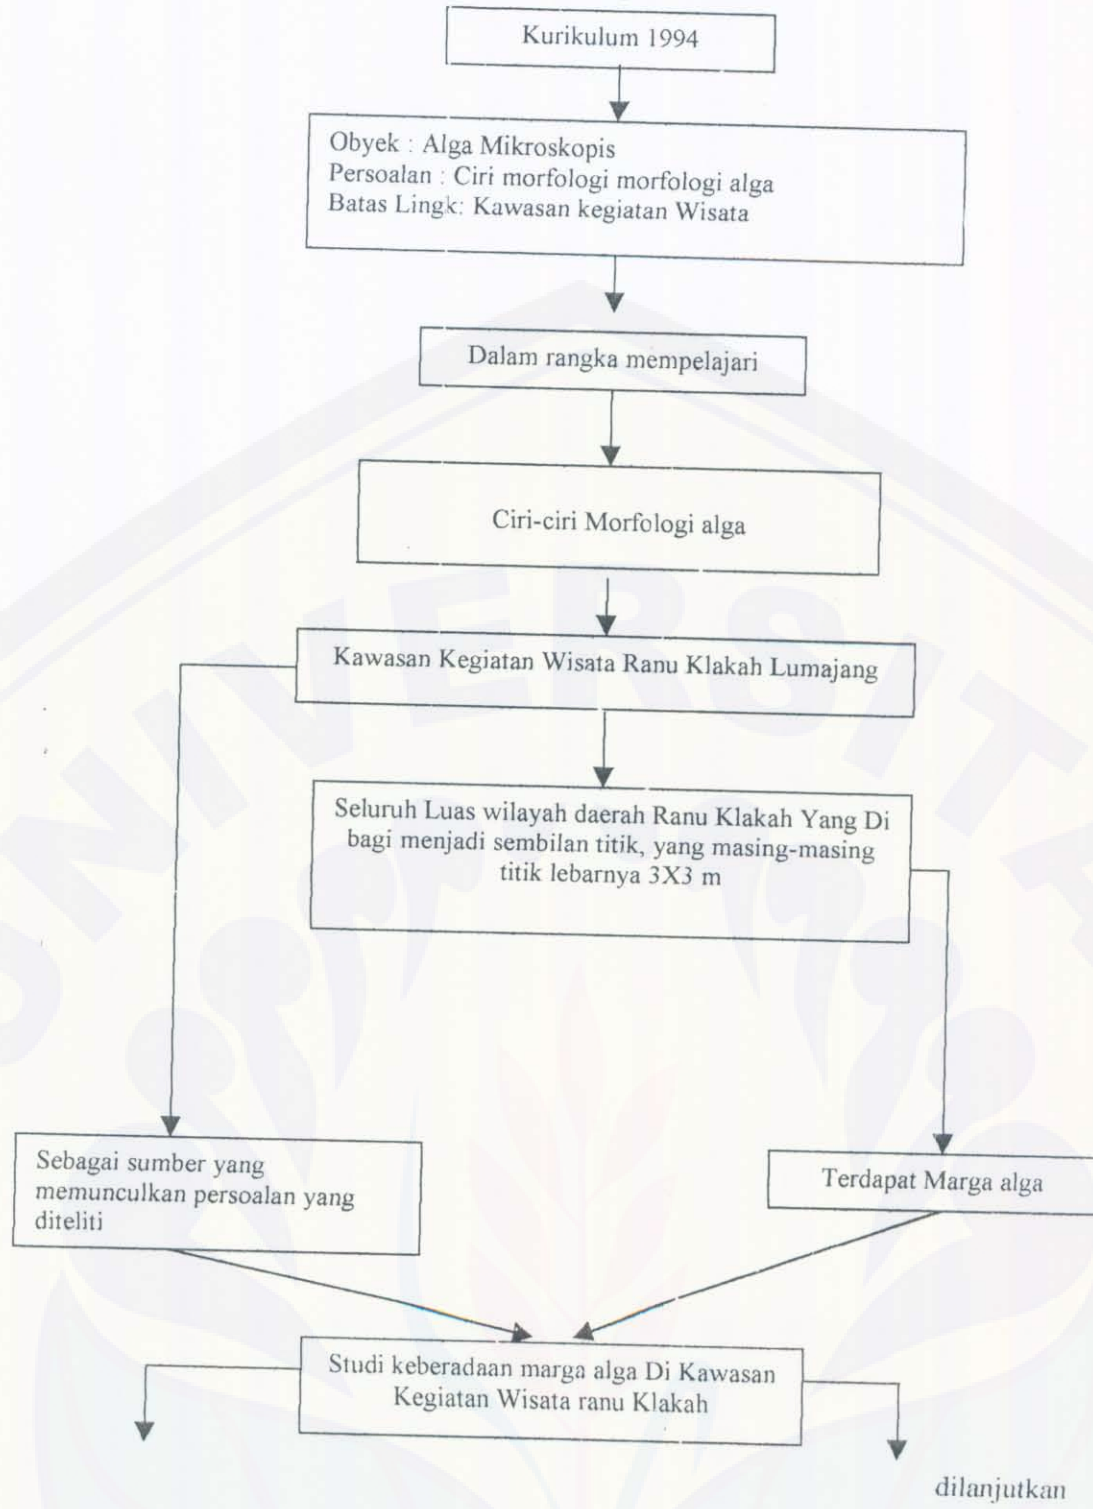 Kurikulum 1994
Obyek : Alga Mikroskopis
Persoalan : Ciri morfologi morfologi alga
Batas Lingk: Kawasan kegiatan Wisata
Dalam rangka mempelajari
Ciri-ciri Morfologi alga
Kawasan Kegiatan Wisata Ranu Klakah Lumajang
Seluruh Luas wilayah daerah Ranu Klakah Yang Di
bagi menjadi sembilan titik, yang masing-masing
titik lebarnya 3X3 m
Sebagai sumber yang
memunculkan persoalan yang
diteliti
Terdapat Marga alga
Studi keberadaan marga alga Di Kawasan
Kegiatan Wisata ranu Klakah
dilanjutkan
UNIVERSITA